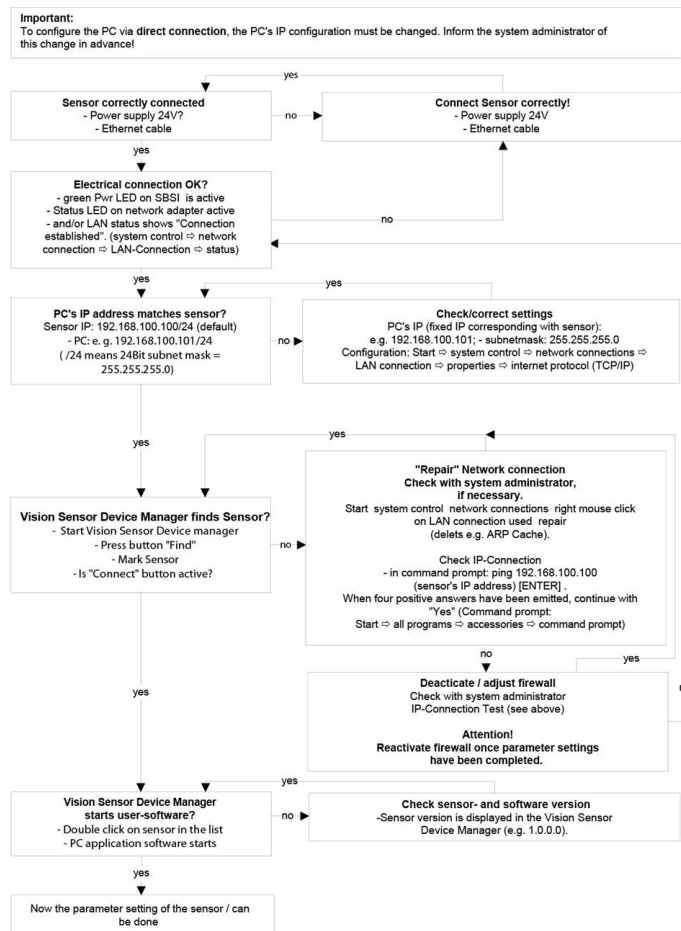 Important:
To configure the PC via direct connection, the PC's IP configuration must be changed. Inform the system administrator of
this change in advance!
yes
Sensor correctly connected
- Power supply 24V?
- Ethernet cable
no
Connect Sensor correctly!
- Power supply 24V
- Ethernet cable
yes
Electrical connection OK?
- green Pwr LED on SBSI is active
- Status LED on network adapter active
- and/or LAN status shows "Connection
established". (system control ⇨ network
connection ⇨ LAN-Connection ⇨ status)
no
yes
yes
PC's IP address matches sensor?
Sensor IP: 192.168.100.100/24 (default)
- PC: e. g. 192.168.100.101/24
( /24 means 24Bit subnet mask =
255.255.255.0)
no
Check/correct settings
PC's IP (fixed IP corresponding with sensor):
e.g. 192.168.100.101; - subnetmask: 255.255.255.0
Configuration: Start ⇨ system control ⇨ network connections ⇨
LAN connection ⇨ properties ⇨ internet protocol (TCP/IP)
yes
yes
Vision Sensor Device Manager finds Sensor?
- Start Vision Sensor Device manager
- Press button "Find"
- Mark Sensor
- Is "Connect" button active?
no
"Repair" Network connection
Check with system administrator,
if necessary.
Start system control network connections right mouse click
on LAN connection used repair
(delets e.g. ARP Cache).
Check IP-Connection
- in command prompt: ping 192.168.100.100
(sensor's IP address) [ENTER] .
When four positive answers have been emitted, continue with
"Yes" (Command prompt:
Start ⇨ all programs ⇨ accessories ⇨ command prompt)
no
yes
Deacticate / adjust firewall
Check with system administrator
IP-Connection Test (see above)
Attention!
Reactivate firewall once parameter settings
have been completed.
yes
yes
Vision Sensor Device Manager
starts user-software?
- Double click on sensor in the list
- PC application software starts
no
Check sensor- and software version
-Sensor version is displayed in the Vision Sensor
Device Manager (e.g. 1.0.0.0).
yes
Now the parameter setting of the sensor / can
be done